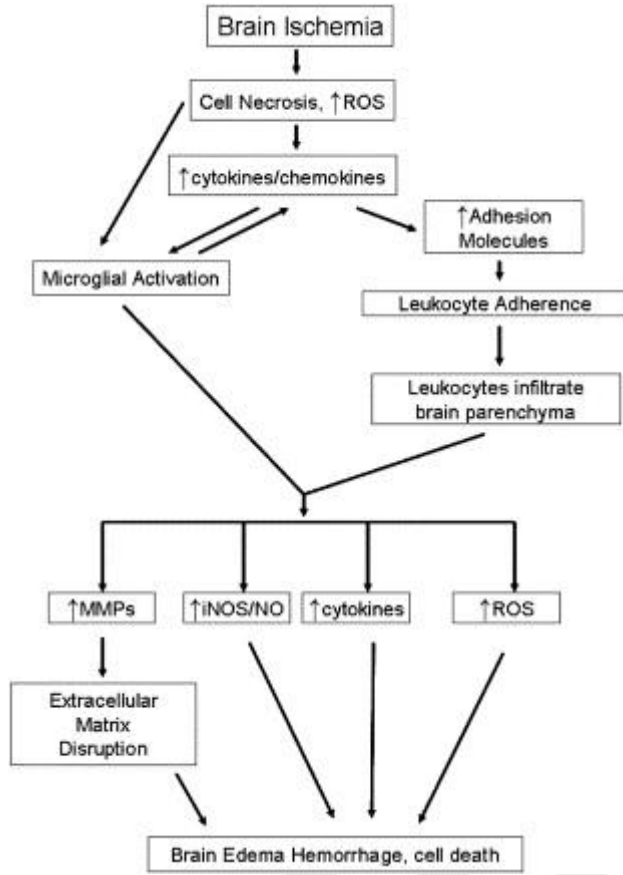 Brain Ischemia
Cell Necrosis, ↑ROS
↑cytokines/chemokines
↑Adhesion
Molecules
Microglial Activation
Leukocyte Adherence
Leukocytes infiltrate
brain parenchyma
↑MMPs
↑iNOS/NO
↑cytokines
↑ROS
Extracellular
Matrix
Disruption
Brain Edema Hemorrhage, cell death